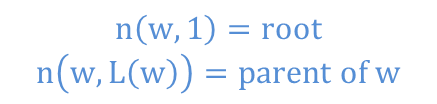 n(w, 1) = root
n(w, L(w)) = parent of w